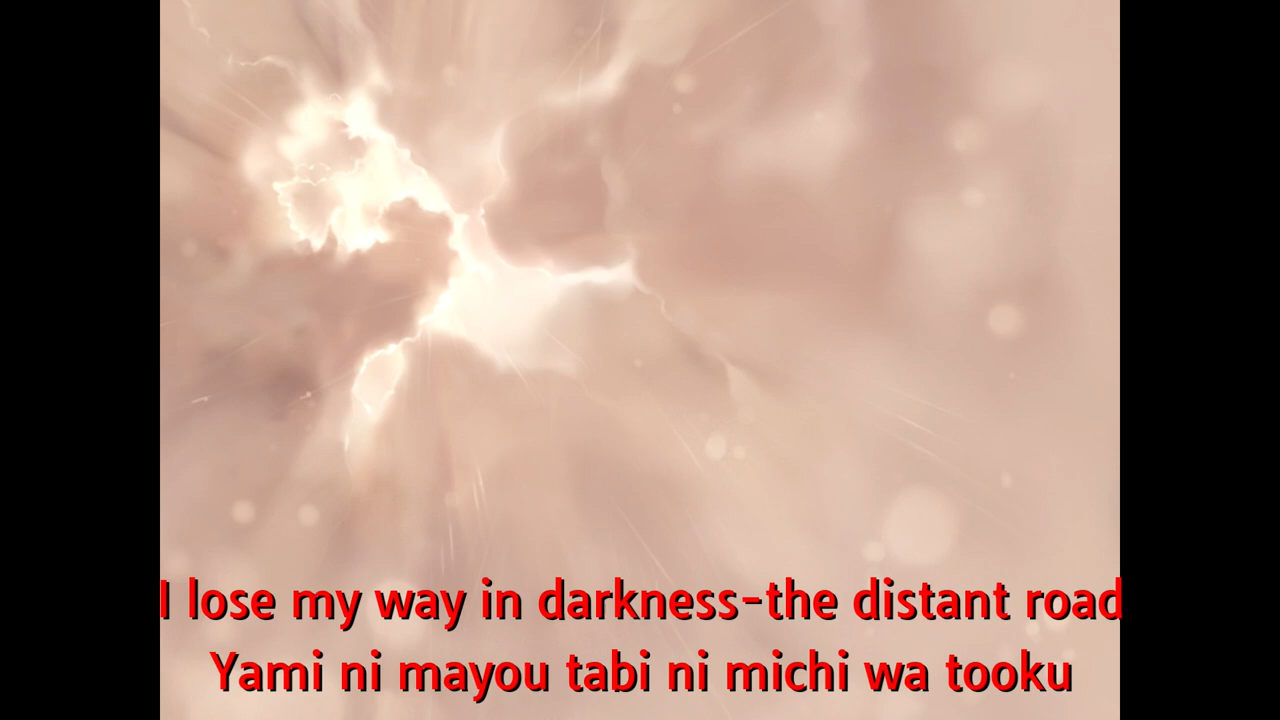 I lose my way in darkness-the distant road
Yami ni mayou tabi ni michi wa tooku